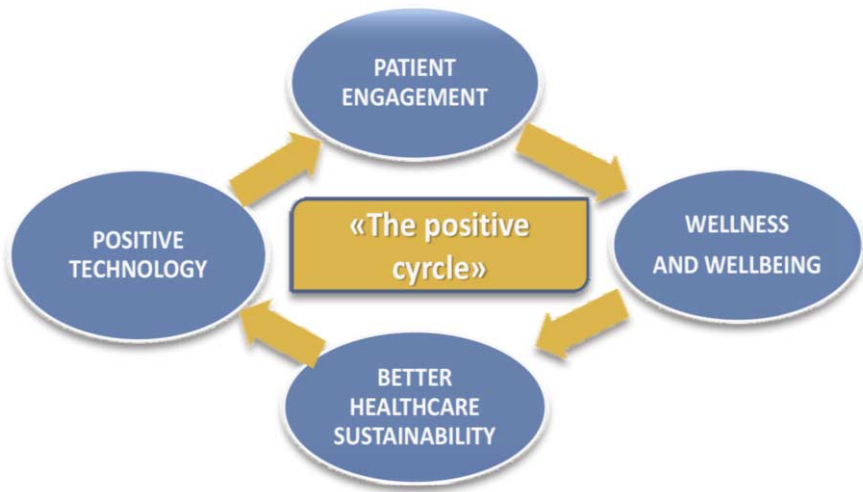 PATIENT
ENGAGEMENT
POSITIVE
TECHNOLOGY
«The positive
cyrcle»
WELLNESS
AND WELLBEING
BETTER
HEALTHCARE
SUSTAINABILITY